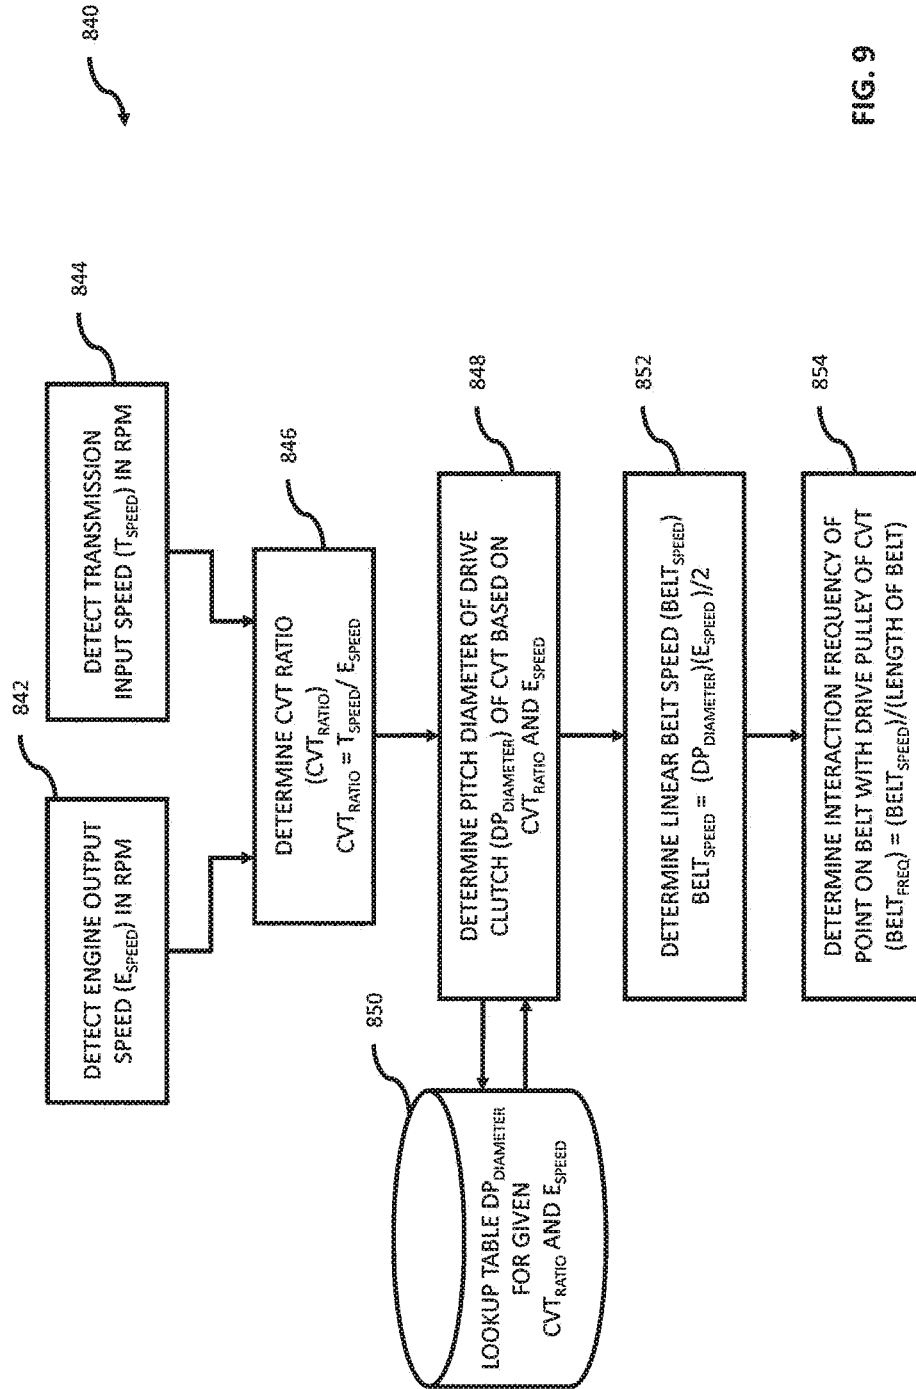 840
842
DETECT ENGINE OUTPUT
SPEED (E_SPEED) IN RPM
844
DETECT TRANSMISSION
INPUT SPEED (T_SPEED) IN RPM
846
DETERMINE CVT RATIO
(CVT_RATIO)
CVT_RATIO = T_SPEED/ E_SPEED
850
LOOKUP TABLE DP_DIAMETER
FOR GIVEN
CVT_RATIO AND E_SPEED
848
DETERMINE PITCH DIAMETER OF DRIVE
CLUTCH (DP_DIAMETER) OF CVT BASED ON
CVT_RATIO AND E_SPEED
852
DETERMINE LINEAR BELT SPEED (BELT_SPEED)
BELT_SPEED = (DP_DIAMETER)(E_SPEED)/2
854
DETERMINE INTERACTION FREQUENCY OF
POINT ON BELT WITH DRIVE PULLEY OF CVT
(BELT_FREQ) = (BELT_SPEED)/(LENGTH OF BELT)
FIG. 9